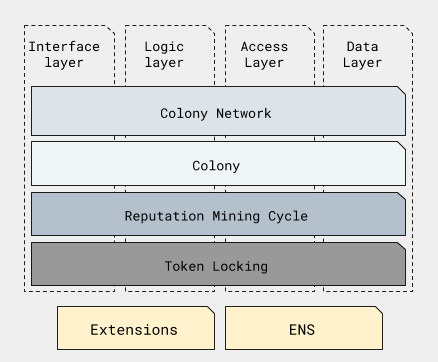 Interface
layer
Logic
layer
Access
Layer
Data
Layer
Colony Network
Colony
Reputation Mining Cycle
Token Locking
Extensions
ENS